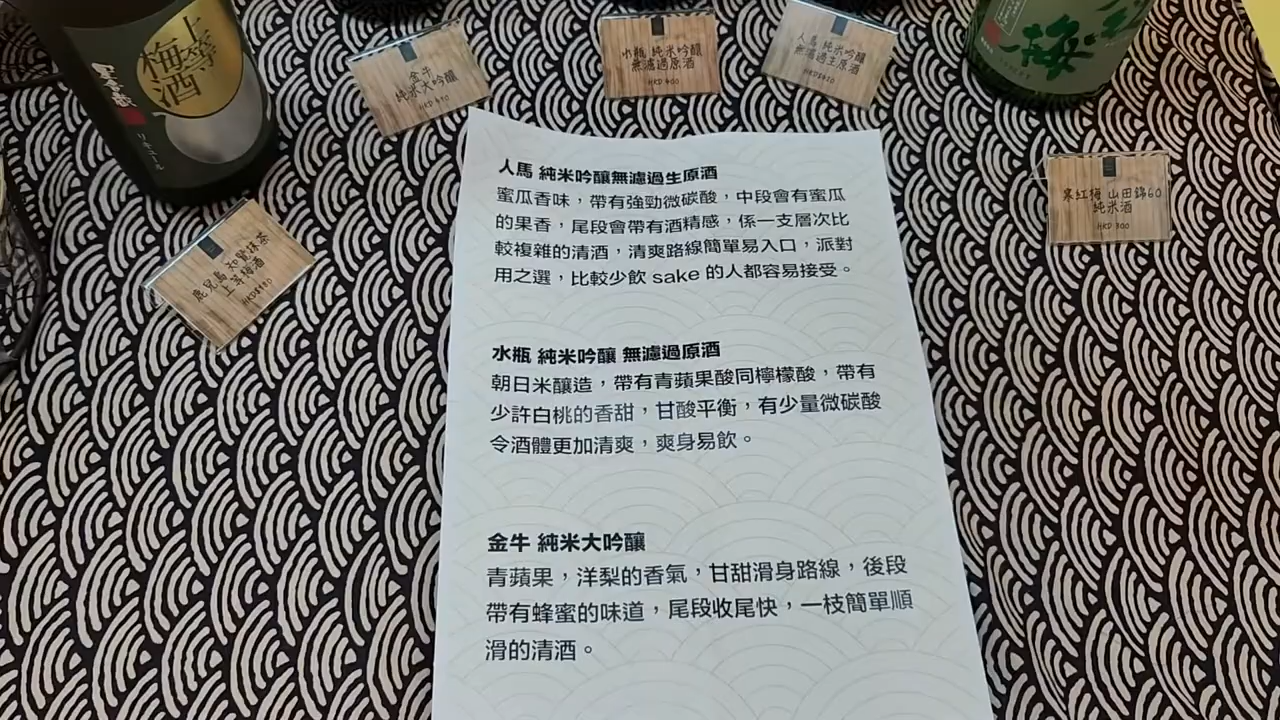 上等
梅酒
リキュール
金牛
純米大吟釀
水瓶 純米吟釀
無濾過原酒
HKD 400
人馬 純米吟釀
無濾過生原酒
梅
寒紅梅 山田錦60
純米酒
HKD 300
鹿兒島 知覧抹茶
上等梅酒
人馬 純米吟釀無濾過生原酒
蜜瓜香味，帶有強勁微碳酸，中段會有蜜瓜
的果香，尾段會帶有酒精感，係一支層次比
較複雜的清酒，清爽路線簡單易入口，派對
用之選，比較少飲 sake 的人都容易接受。
水瓶 純米吟釀 無濾過原酒
朝日米釀造，帶有青蘋果酸同檸檬酸，帶有
少許白桃的香甜，甘酸平衡，有少量微碳酸
令酒體更加清爽，爽身易飲。
金牛 純米大吟釀
青蘋果，洋梨的香氣，甘甜滑身路線，後段
帶有蜂蜜的味道，尾段收尾快，一枝簡單順
滑的清酒。